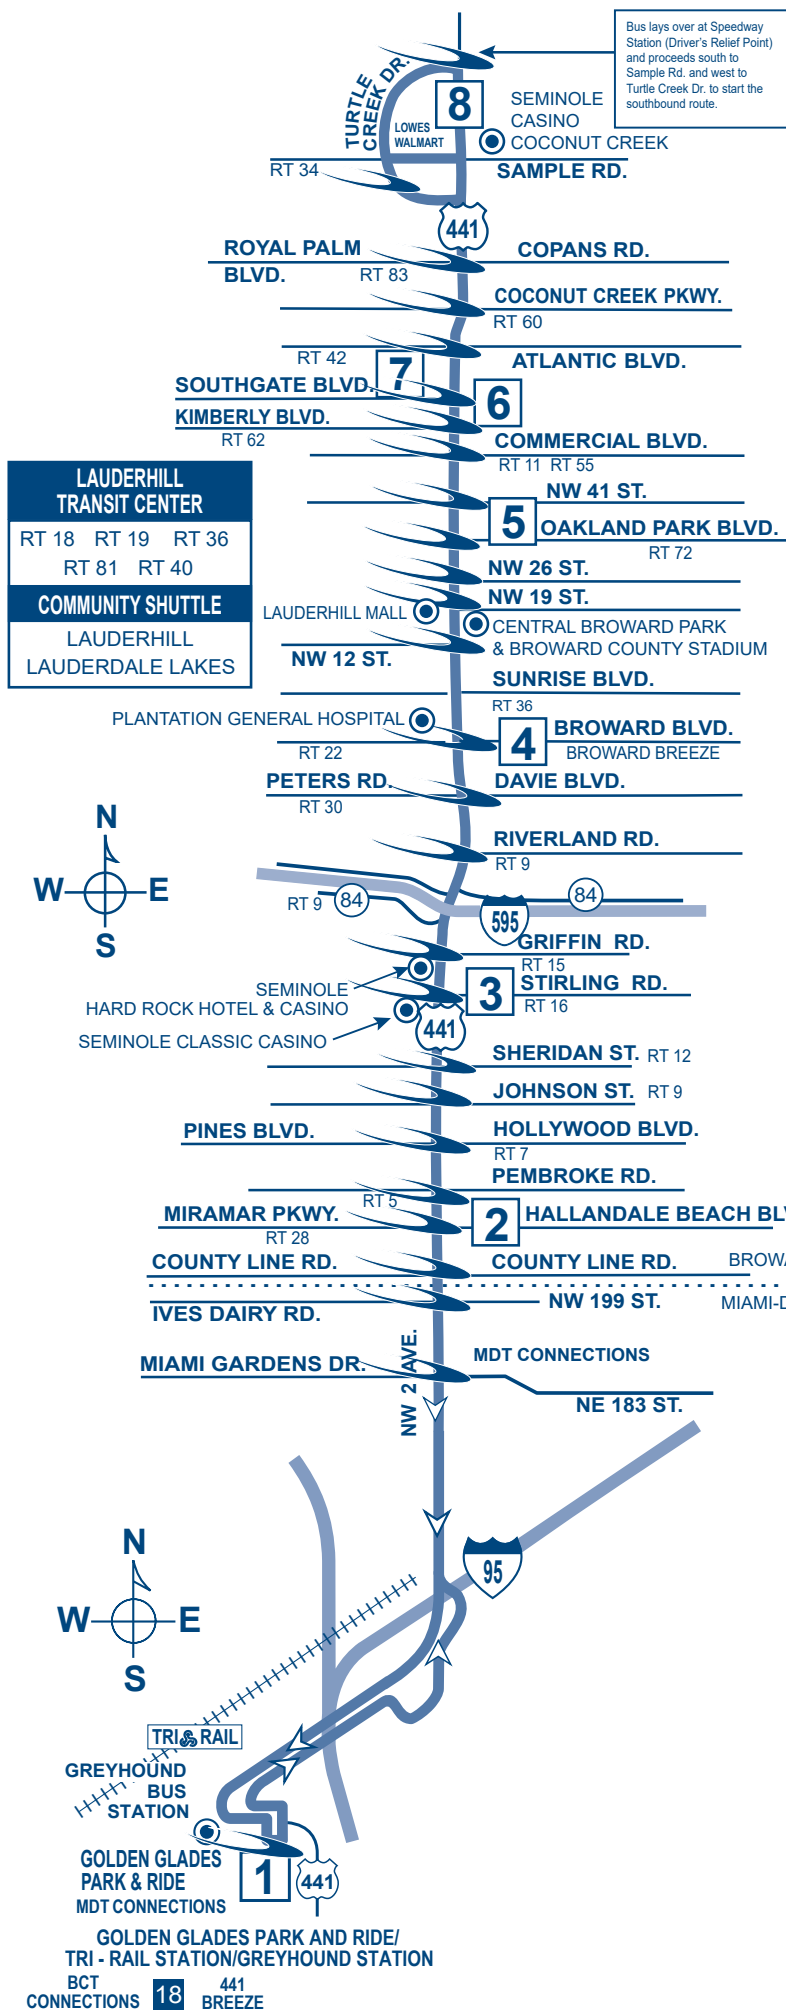 Bus lays over at Speedway
Station (Driver's Relief Point)
and proceeds south to
Sample Rd. and west to
Turtle Creek Dr. to start the
southbound route.
TURTLE
CREEK DR.
8
SEMINOLE
CASINO
COCONUT CREEK
LOWES
WALMART
RT 34
SAMPLE RD.
441
ROYAL PALM
BLVD.
RT 83
COPANS RD.
COCONUT CREEK PKWY.
RT 60
RT 42
ATLANTIC BLVD.
7
SOUTHGATE BLVD.
6
KIMBERLY BLVD.
RT 62
COMMERCIAL BLVD.
RT 11 RT 55
LAUDERHILL
TRANSIT CENTER
RT 18 RT 19 RT 36
RT 81 RT 40
COMMUNITY SHUTTLE
LAUDERHILL
LAUDERDALE LAKES
NW 41 ST.
5
OAKLAND PARK BLVD.
RT 72
NW 26 ST.
NW 19 ST.
LAUDERHILL MALL
CENTRAL BROWARD PARK
& BROWARD COUNTY STADIUM
NW 12 ST.
SUNRISE BLVD.
RT 36
PLANTATION GENERAL HOSPITAL
4
BROWARD BLVD.
BROWARD BREEZE
RT 22
PETERS RD.
RT 30
DAVIE BLVD.
RIVERLAND RD.
RT 9
N
W E
S
RT 9
84
84
595
GRIFFIN RD.
RT 15
SEMINOLE
HARD ROCK HOTEL & CASINO
3
STIRLING RD.
RT 16
SEMINOLE CLASSIC CASINO
441
SHERIDAN ST. RT 12
JOHNSON ST. RT 9
PINES BLVD.
HOLLYWOOD BLVD.
RT 7
PEMBROKE RD.
RT 5
MIRAMAR PKWY.
RT 28
2
HALLANDALE BEACH BLV
COUNTY LINE RD.
COUNTY LINE RD.
BROWA
IVES DAIRY RD.
NW 199 ST.
MIAMI-D
NW 2 AVE.
MIAMI GARDENS DR.
MDT CONNECTIONS
NE 183 ST.
95
N
W E
S
TRI RAIL
GREYHOUND
BUS
STATION
GOLDEN GLADES
PARK & RIDE
MDT CONNECTIONS
1
441
GOLDEN GLADES PARK AND RIDE/
TRI - RAIL STATION/GREYHOUND STATION
BCT
CONNECTIONS
18
441
BREEZE